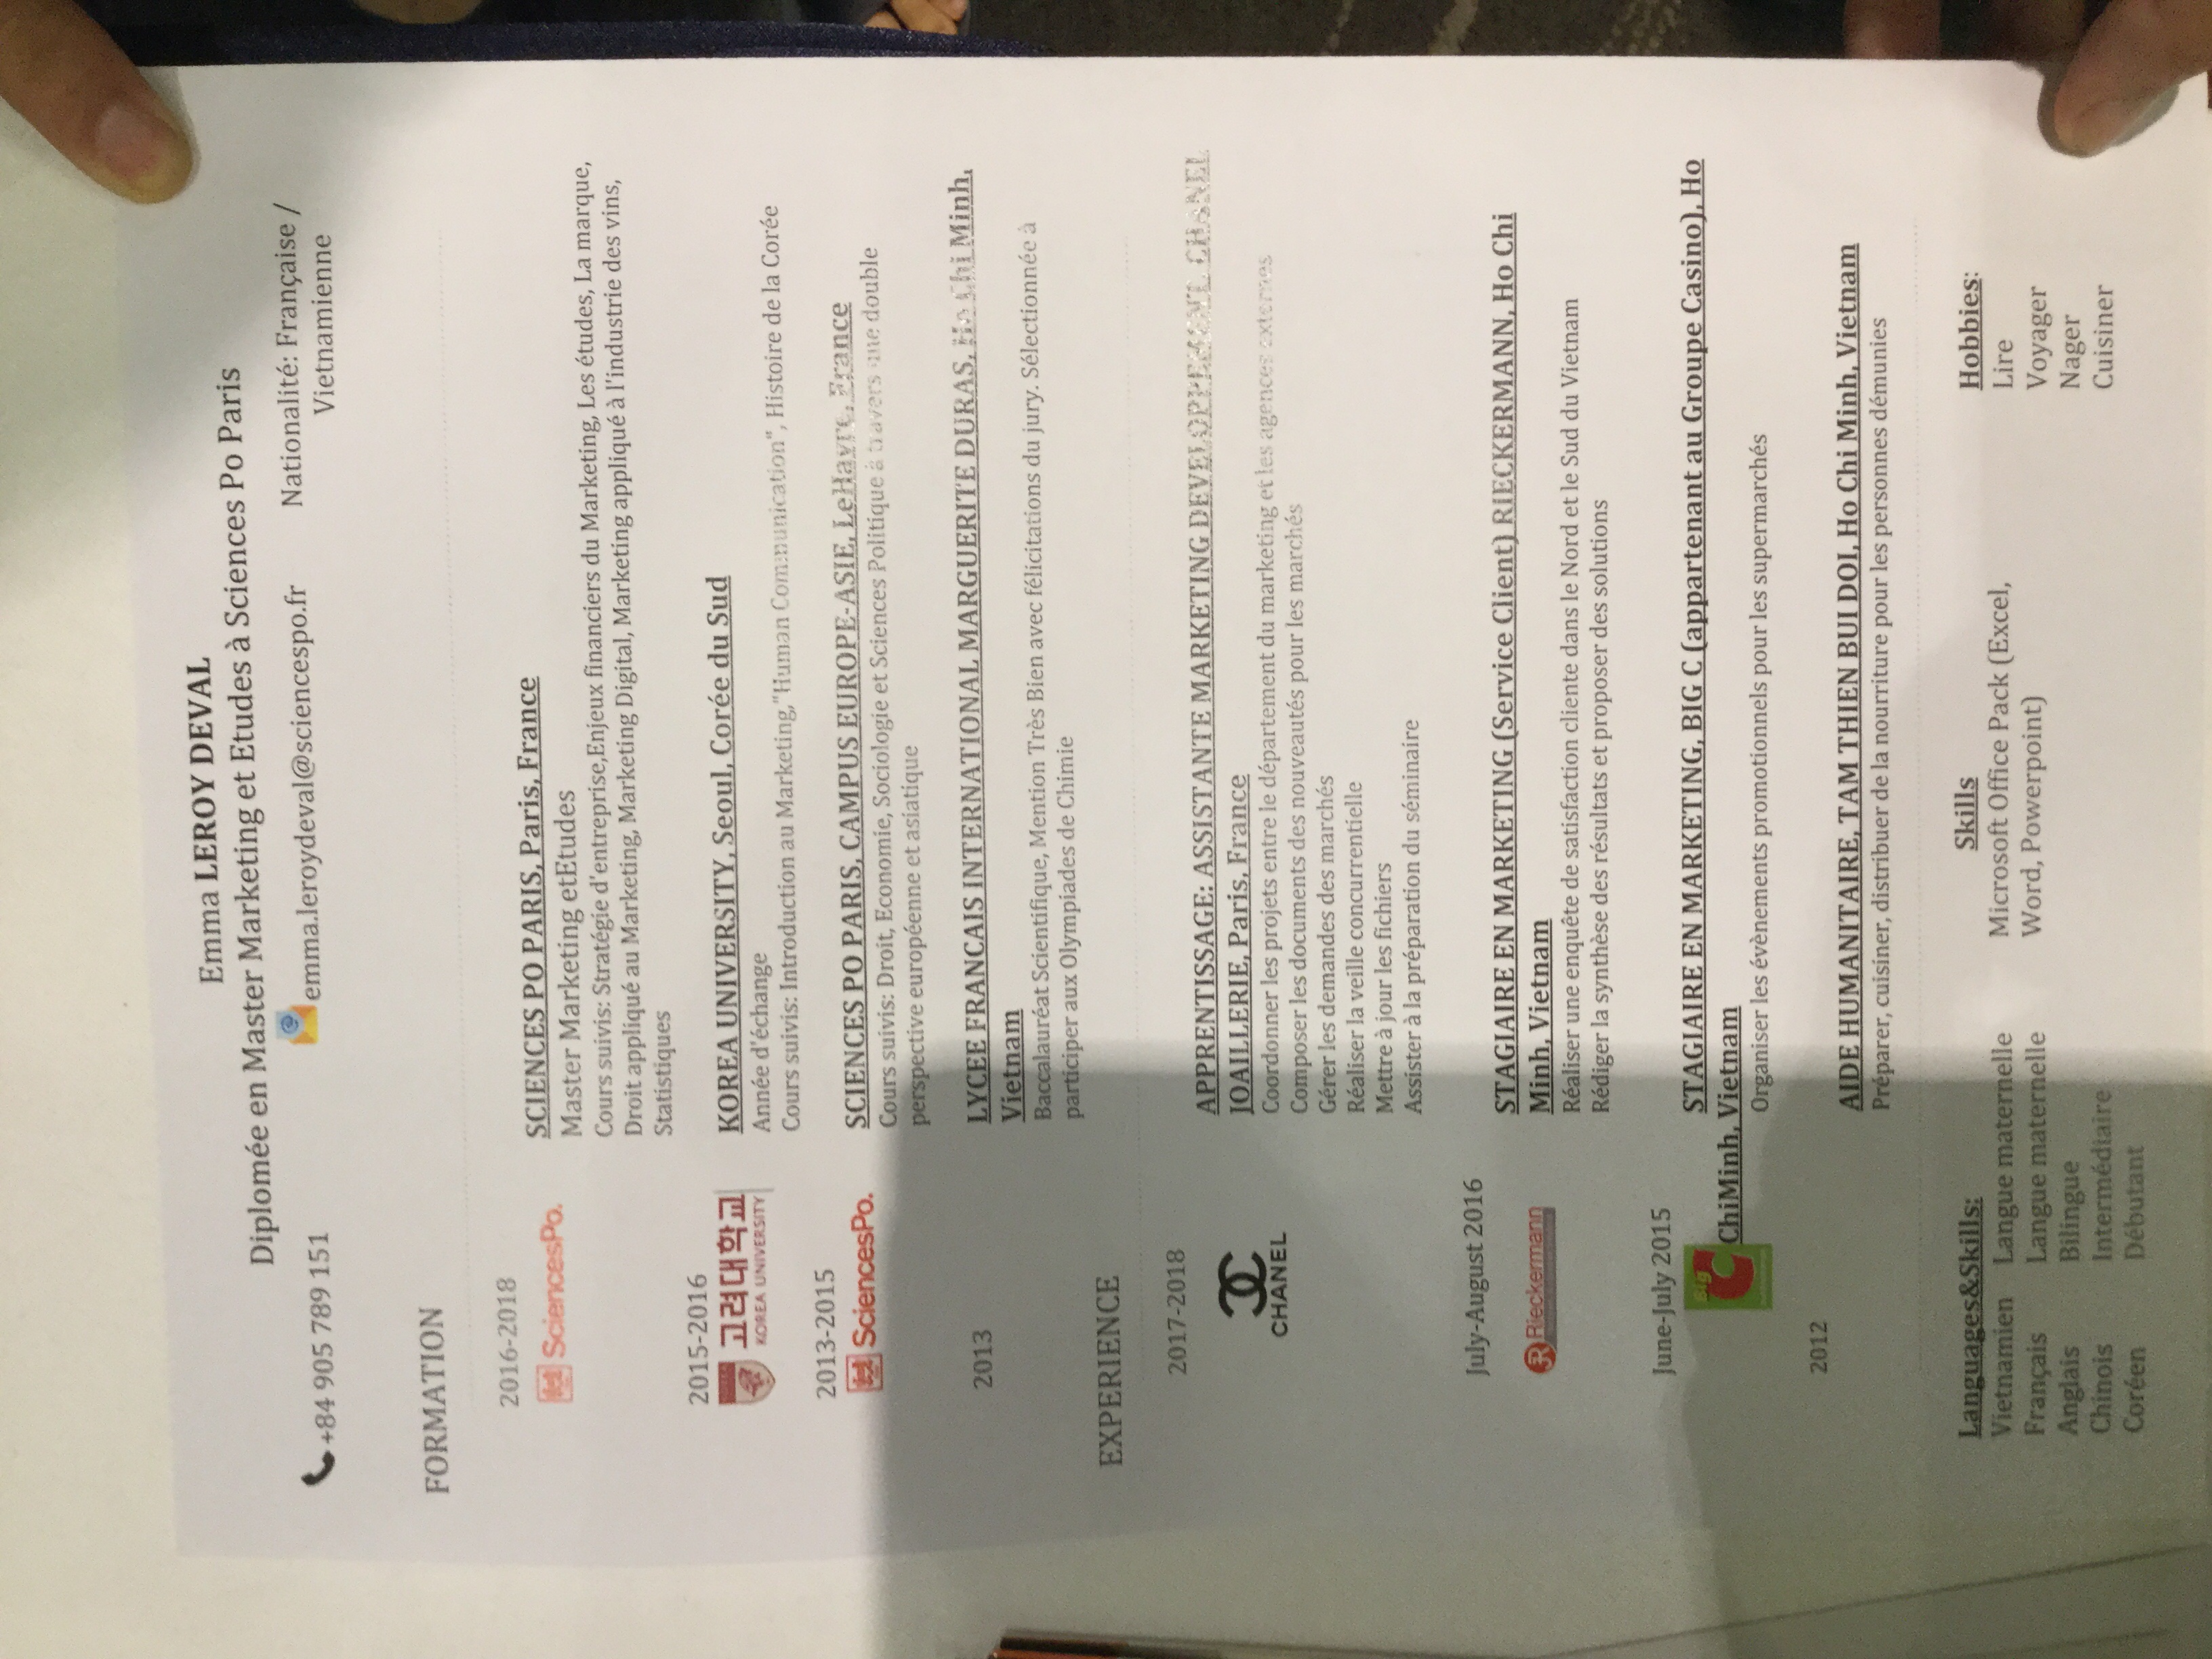 Emma LEROY DEVAL
Diplomée en Master Marketing et Etudes à Sciences Po Paris
+84 905 789 151 emma.leroydeval@sciencespo.fr Nationalité: Française /
Vietnamienne
FORMATION
2016-2018
SciencesPo.
SCIENCES PO PARIS, Paris, France
Master Marketing etEtudes
Cours suivis: Stratégie d'entreprise,Enjeux financiers du Marketing, Les études, La marque,
Droit appliqué au Marketing, Marketing Digital, Marketing appliqué à l'industrie des vins,
Statistiques
2015-2016
고려대학교
KOREA UNIVERSITY
KOREA UNIVERSITY, Seoul, Corée du Sud
Année d'échange
Cours suivis: Introduction au Marketing,"Human Communication", Histoire de la Corée
2013-2015
SciencesPo.
SCIENCES PO PARIS, CAMPUS EUROPE-ASIE, LeHavre, France
Cours suivis: Droit, Economie, Sociologie et Sciences Politique à travers une double
perspective européenne et asiatique
2013
LYCEE FRANCAIS INTERNATIONAL MARGUERITE DURAS, Ho Chi Minh,
Vietnam
Baccalauréat Scientifique, Mention Très Bien avec félicitations du jury. Sélectionnée à
participer aux Olympiades de Chimie
EXPERIENCE
2017-2018
CHANEL
APPRENTISSAGE: ASSISTANTE MARKETING DEVELOPPEMENT, CHANEL
JOAILLERIE, Paris, France
Coordonner les projets entre le département du marketing et les agences externes
Composer les documents des nouveautés pour les marchés
Gérer les demandes des marchés
Réaliser la veille concurrentielle
Mettre à jour les fichiers
Assister à la préparation du séminaire
July-August 2016
Rieckermann
STAGIAIRE EN MARKETING (Service Client) RIECKERMANN, Ho Chi
Minh, Vietnam
Réaliser une enquête de satisfaction cliente dans le Nord et le Sud du Vietnam
Rédiger la synthèse des résultats et proposer des solutions
June-July 2015
Big C
STAGIAIRE EN MARKETING, BIG C (appartenant au Groupe Casino), Ho
ChiMinh, Vietnam
Organiser les évènements promotionnels pour les supermarchés
2012
AIDE HUMANITAIRE, TAM THIEN BUI DOI, Ho Chi Minh, Vietnam
Préparer, cuisiner, distribuer de la nourriture pour les personnes démunies
Languages&Skills:
Vietnamien Langue maternelle
Français Langue maternelle
Anglais Bilingue
Chinois Intermédiaire
Coréen Débutant
Skills
Microsoft Office Pack (Excel,
Word, Powerpoint)
Hobbies:
Lire
Voyager
Nager
Cuisiner